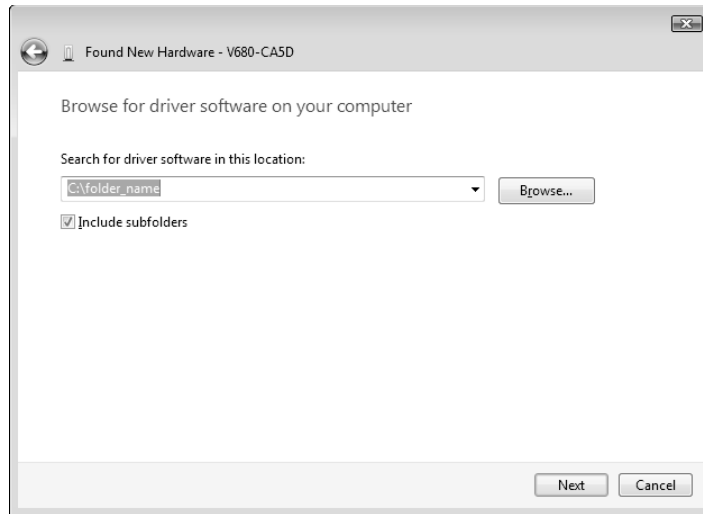 Found New Hardware - V680-CA5D
Browse for driver software on your computer
Search for driver software in this location:
C:\folder_name
Browse...
Include subfolders
Next
Cancel